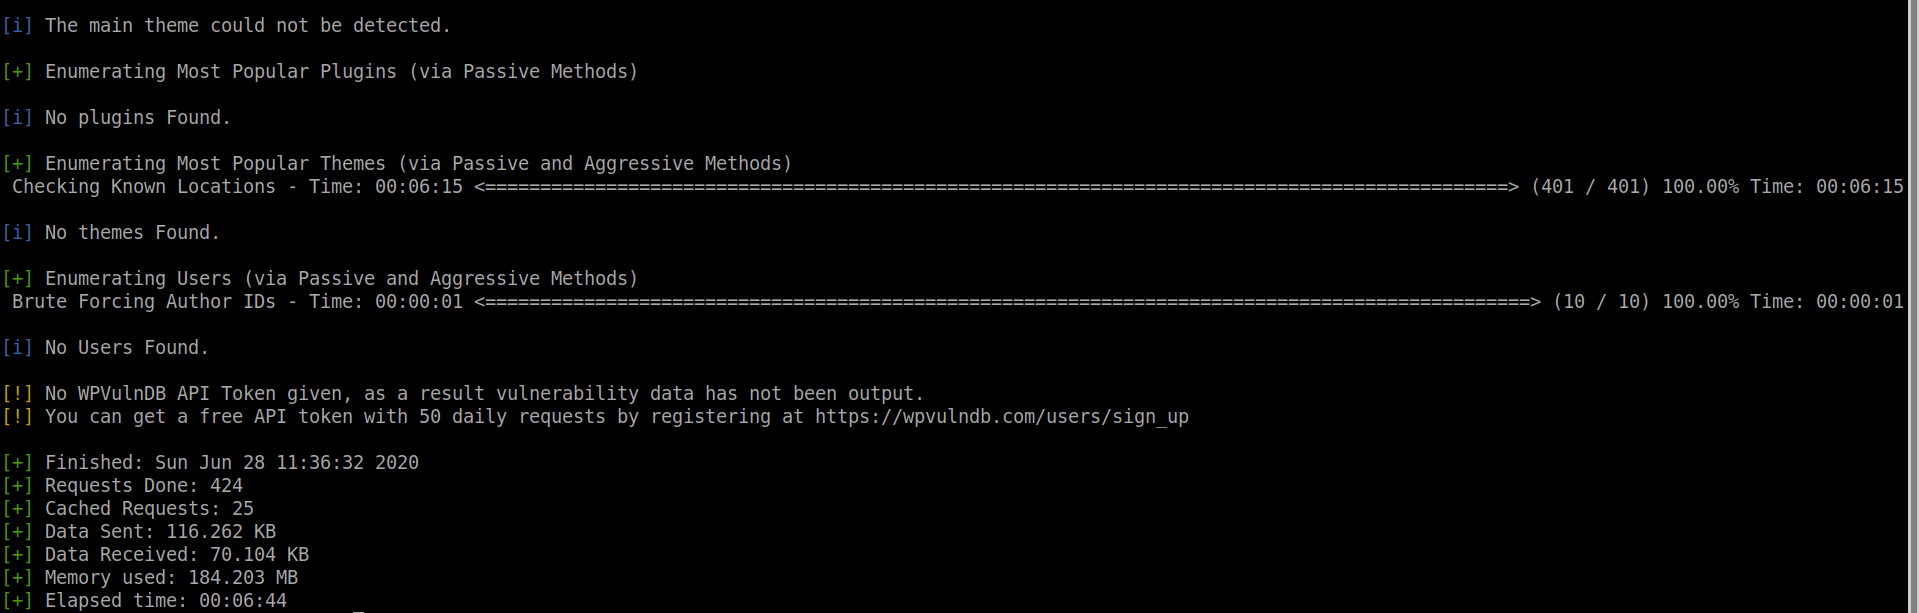 [i] The main theme could not be detected.
[+] Enumerating Most Popular Plugins (via Passive Methods)
[i] No plugins Found.
[+] Enumerating Most Popular Themes (via Passive and Aggressive Methods)
 Checking Known Locations - Time: 00:06:15 <=============================================================================================> (401 / 401) 100.00% Time: 00:06:15
[i] No themes Found.
[+] Enumerating Users (via Passive and Aggressive Methods)
 Brute Forcing Author IDs - Time: 00:00:01 <===============================================================================================> (10 / 10) 100.00% Time: 00:00:01
[i] No Users Found.
[!] No WPVulnDB API Token given, as a result vulnerability data has not been output.
[!] You can get a free API token with 50 daily requests by registering at https://wpvulndb.com/users/sign_up
[+] Finished: Sun Jun 28 11:36:32 2020
[+] Requests Done: 424
[+] Cached Requests: 25
[+] Data Sent: 116.262 KB
[+] Data Received: 70.104 KB
[+] Memory used: 184.203 MB
[+] Elapsed time: 00:06:44